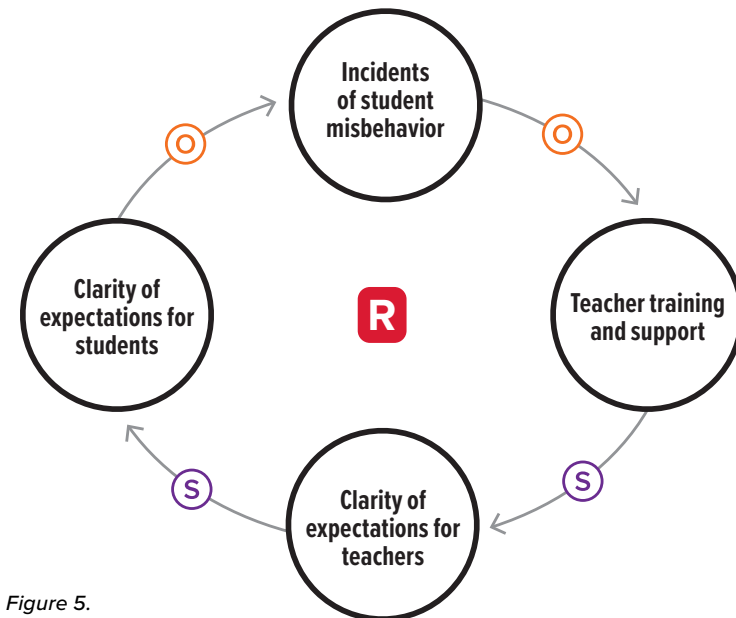 Incidents
of student
misbehavior
O
O
Clarity of
expectations for
students
R
Teacher training
and support
S
S
Clarity of
expectations for
teachers
Figure 5.